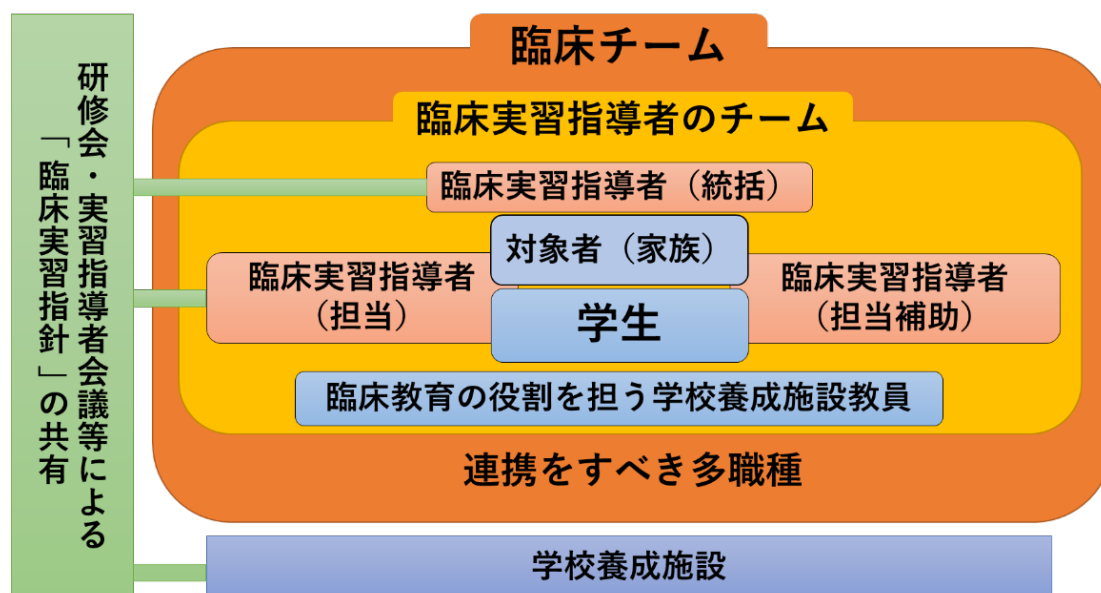 研修会・実習指導者会議等による
「臨床実習指針」の共有
臨床チーム
臨床実習指導者のチーム
臨床実習指導者（統括）
対象者（家族）
臨床実習指導者
（担当）
学生
臨床実習指導者
（担当補助）
臨床教育の役割を担う学校養成施設教員
連携をすべき多職種
学校養成施設